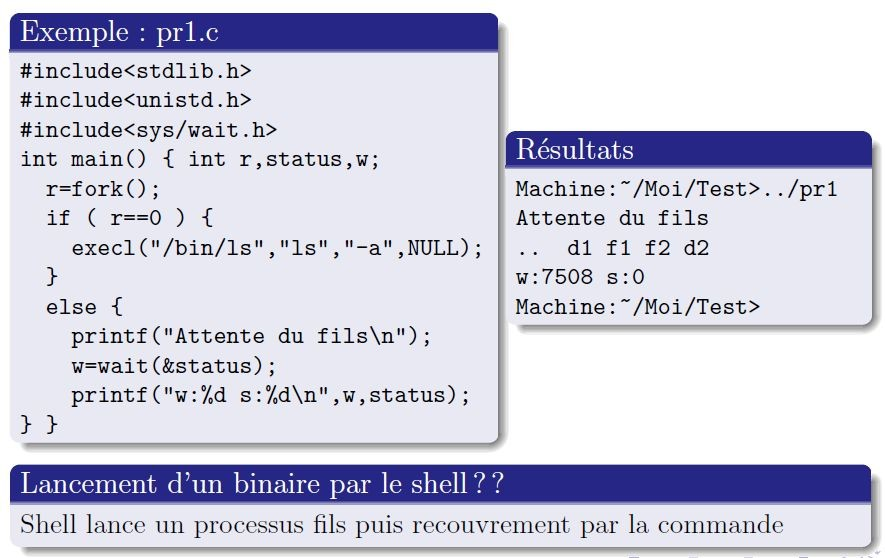 Exemple : pr1.c
#include<stdlib.h>
#include<unistd.h>
#include<sys/wait.h>
int main() { int r,status,w;
r=fork();
if ( r==0 ) {
execl("/bin/ls","ls","-a",NULL);
}
else {
printf("Attente du fils\n");
w=wait(&status);
printf("w:%d s:%d\n",w,status);
} }
Résultats
Machine:~/Moi/Test>../pr1
Attente du fils
.. d1 f1 f2 d2
w:7508 s:0
Machine:~/Moi/Test>
Lancement d'un binaire par le shell ? ?
Shell lance un processus fils puis recouvrement par la commande